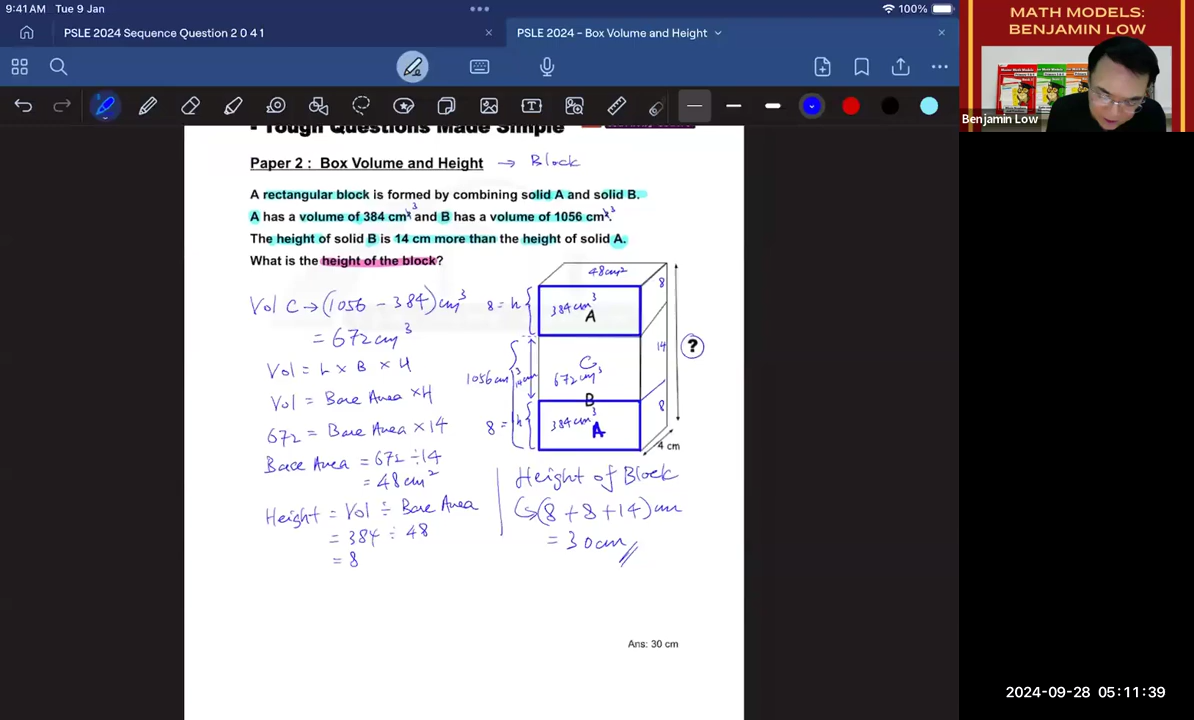 9:41 AM Tue 9 Jan
100%
PSLE 2024 Sequence Question 2 0 4 1
PSLE 2024 - Box Volume and Height
MATH MODELS:
BENJAMIN LOW
Benjamin Low
- Tough Questions Made Simple
Paper 2 : Box Volume and Height → Block
A rectangular block is formed by combining solid A and solid B.
A has a volume of 384 cm³ and B has a volume of 1056 cm³.
The height of solid B is 14 cm more than the height of solid A.
What is the height of the block?
Vol C → (1056 - 384) cm³
= 672 cm³
Vol = L × B × H
Vol = Base Area × H
672 = Base Area × 14
Base Area = 672 ÷ 14
= 48 cm²
Height = Vol ÷ Base Area
= 384 ÷ 48
= 8
48cm²
8 = h
384 cm³
A
8
C
672 cm³
14
?
1056 cm³
14cm
B
8 = h
384 cm³
A
8
4 cm
Height of Block
↳ (8 + 8 + 14) cm
= 30 cm
Ans: 30 cm
2024-09-28 05:11:39